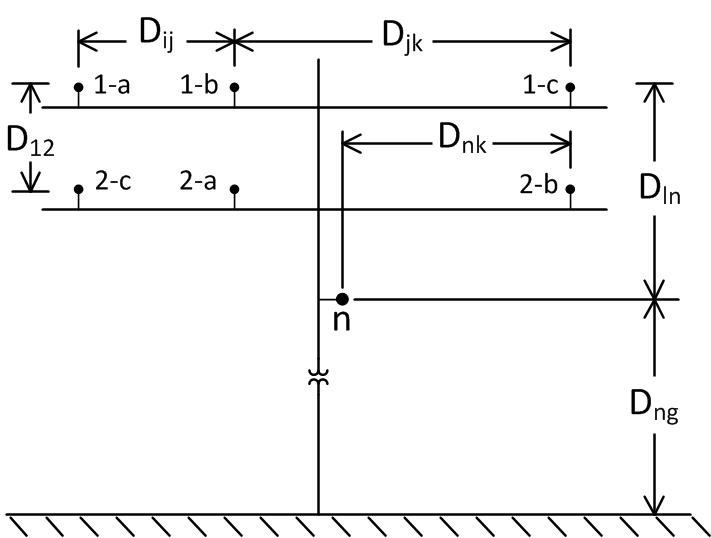 Dij Djk
1-a 1-b 1-c
D12 Dnk
2-c 2-a 2-b Dln
n
Dng